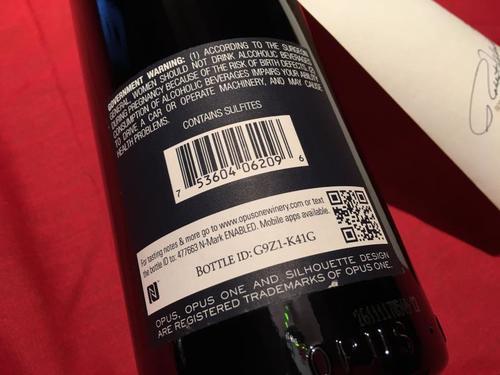 GOVERNMENT WARNING: (1) ACCORDING TO THE SURGEON
GENERAL, WOMEN SHOULD NOT DRINK ALCOHOLIC BEVERAGES
DURING PREGNANCY BECAUSE OF THE RISK OF BIRTH DEFECTS. (2)
CONSUMPTION OF ALCOHOLIC BEVERAGES IMPAIRS YOUR ABILITY
TO DRIVE A CAR OR OPERATE MACHINERY, AND MAY CAUSE
HEALTH PROBLEMS.
CONTAINS SULFITES
7 53604 06209 6
For tasting notes & more go to www.opusonewinery.com or text
the bottle ID to: 477663 N-Mark ENABLED. Mobile apps available.
BOTTLE ID: G9Z1-K41G
OPUS, OPUS ONE AND SILHOUETTE DESIGN
ARE REGISTERED TRADEMARKS OF OPUS ONE.
OPUS